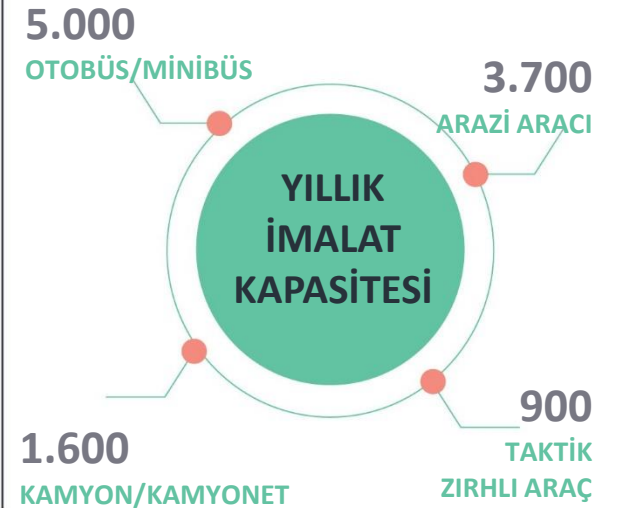 5.000
OTOBÜS/MİNİBÜS
3.700
ARAZİ ARACI
YILLIK
İMALAT
KAPASİTESİ
1.600
KAMYON/KAMYONET
900
TAKTİK
ZIRHLI ARAÇ